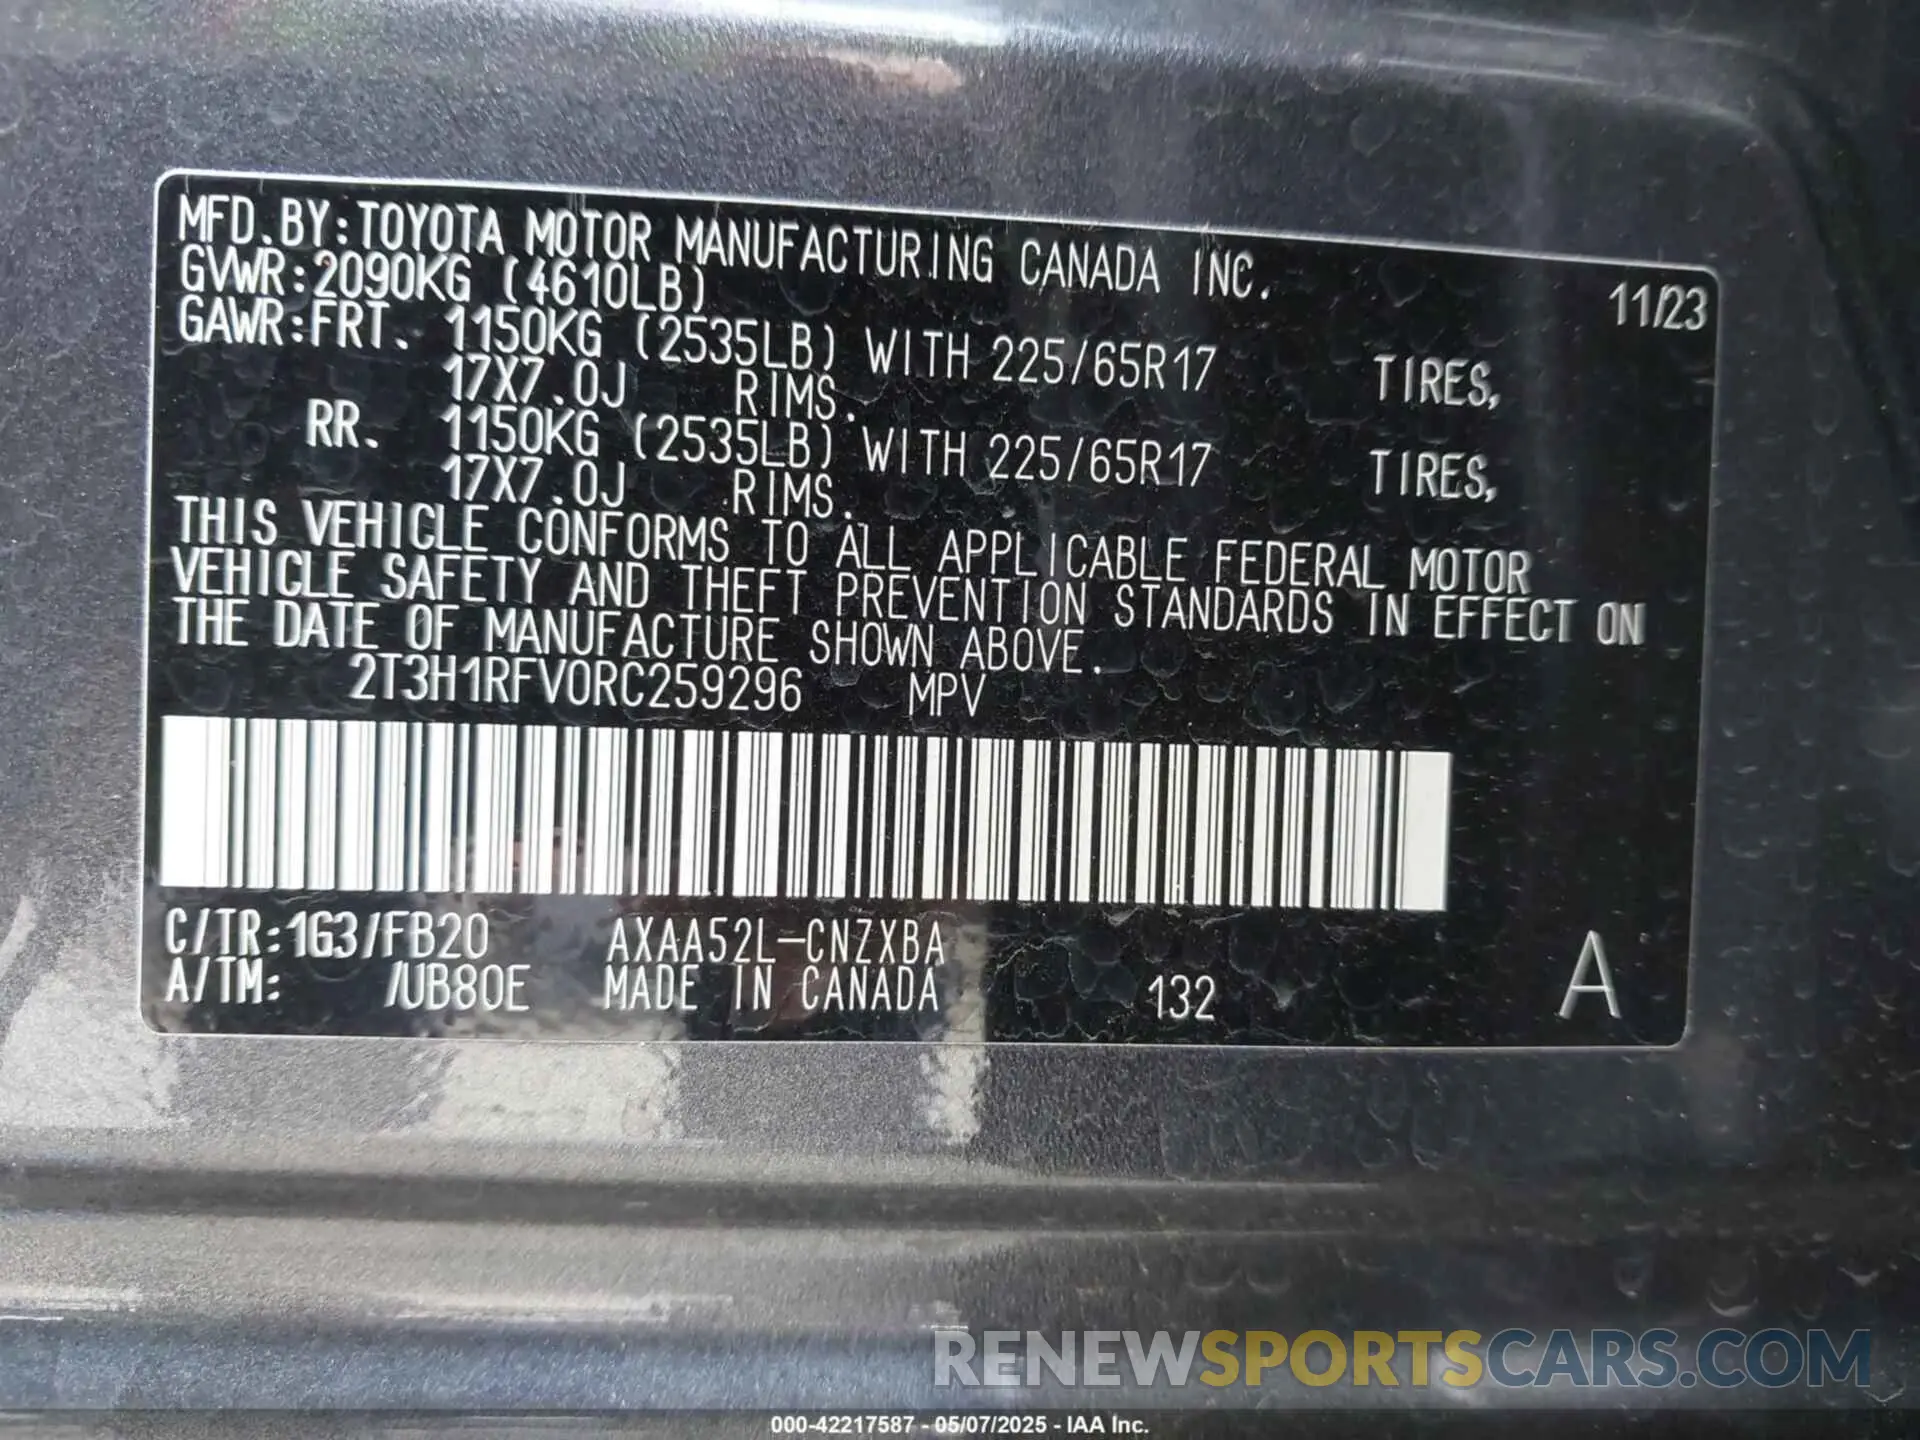 MFD.BY:TOYOTA MOTOR MANUFACTURING CANADA INC.
11/23
GVWR:2090KG (4610LB)
GAWR:FRT. 1150KG (2535LB) WITH 225/65R17 TIRES,
17X7.0J RIMS.
RR. 1150KG (2535LB) WITH 225/65R17 TIRES,
17X7.0J RIMS.
THIS VEHICLE CONFORMS TO ALL APPLICABLE FEDERAL MOTOR
VEHICLE SAFETY AND THEFT PREVENTION STANDARDS IN EFFECT ON
THE DATE OF MANUFACTURE SHOWN ABOVE.
2T3H1RFV0RC259296 MPV
C/TR:1G3/FB20 AXAA52L-CNZXBA
A/TM: /UB80E MADE IN CANADA 132 A
RENEWSPORTSCARS.COM
000-42217587 - 05/07/2025 - IAA Inc.